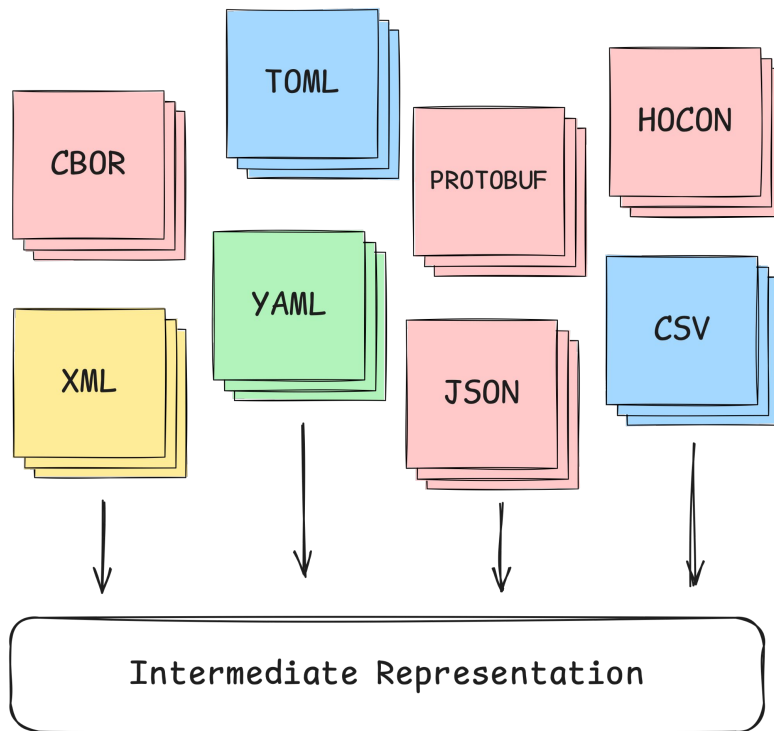 TOML
HOCON
CBOR
PROTOBUF
YAML
CSV
XML
JSON
Intermediate Representation